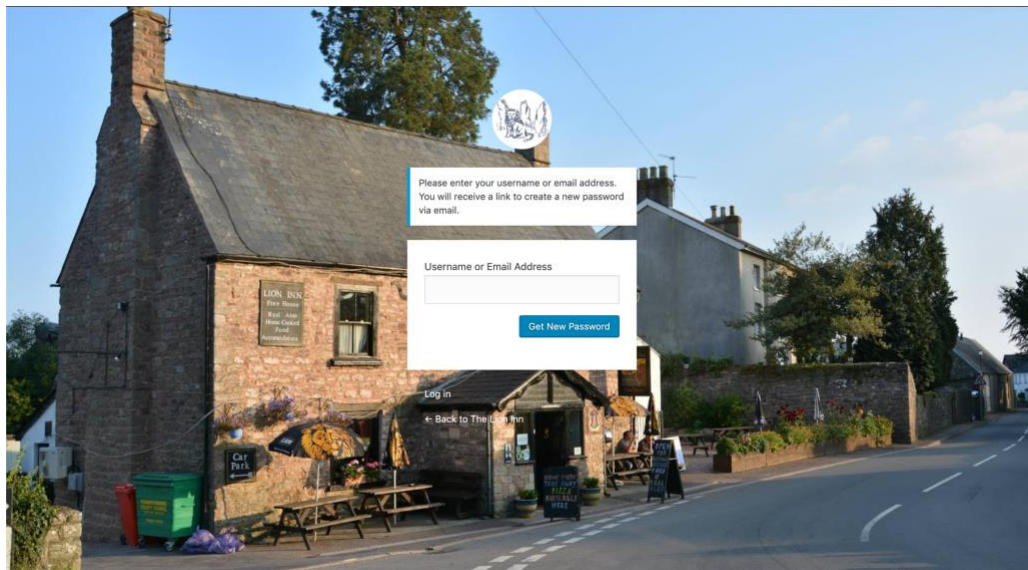 Please enter your username or email address.
You will receive a link to create a new password
via email.
Username or Email Address
Get New Password
Log in
← Back to The Lion Inn
LION INN
Free House
Real Ales
Home Cooked
Food
Accommodation
Car
Park
PIZZA
HERE